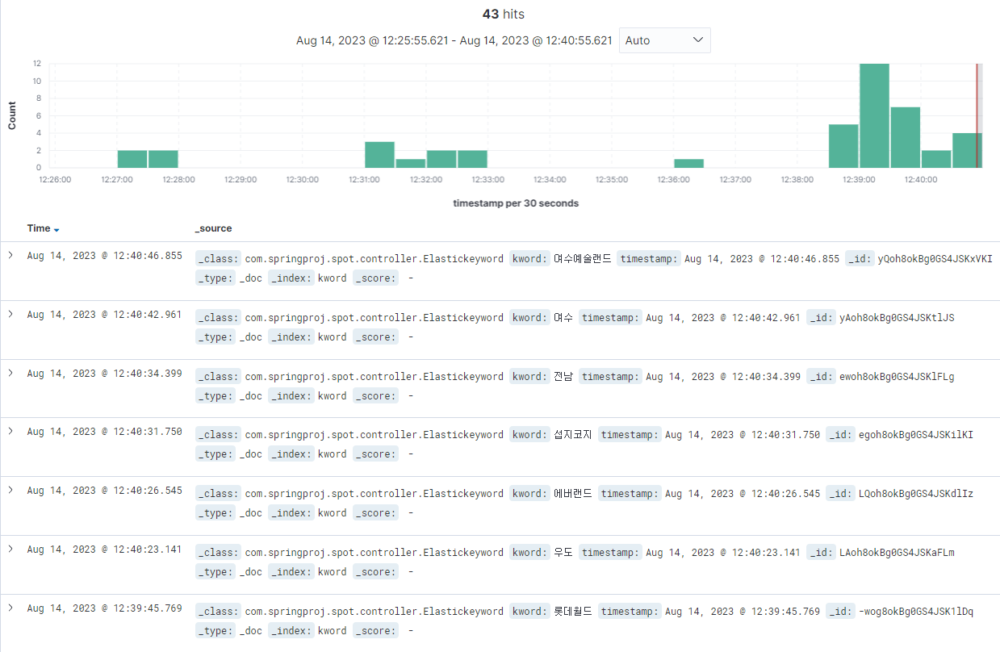 43 hits
Aug 14, 2023 @ 12:25:55.621 - Aug 14, 2023 @ 12:40:55.621 Auto
Count
12
10
8
6
4
2
0
12:26:00 12:27:00 12:28:00 12:29:00 12:30:00 12:31:00 12:32:00 12:33:00 12:34:00 12:35:00 12:36:00 12:37:00 12:38:00 12:39:00 12:40:00
timestamp per 30 seconds
Time _source
Aug 14, 2023 @ 12:40:46.855 _class: com.springproj.spot.controller.Elastickeyword kword: 여수예술랜드 timestamp: Aug 14, 2023 @ 12:40:46.855 _id: yQoh8okBg0GS4JSKxVKI
_type: _doc _index: kword _score: -
Aug 14, 2023 @ 12:40:42.961 _class: com.springproj.spot.controller.Elastickeyword kword: 여수 timestamp: Aug 14, 2023 @ 12:40:42.961 _id: yAoh8okBg0GS4JSKtlJS
_type: _doc _index: kword _score: -
Aug 14, 2023 @ 12:40:34.399 _class: com.springproj.spot.controller.Elastickeyword kword: 전남 timestamp: Aug 14, 2023 @ 12:40:34.399 _id: ewoh8okBg0GS4JSKlFLg
_type: _doc _index: kword _score: -
Aug 14, 2023 @ 12:40:31.750 _class: com.springproj.spot.controller.Elastickeyword kword: 섭지코지 timestamp: Aug 14, 2023 @ 12:40:31.750 _id: egoh8okBg0GS4JSKilKI
_type: _doc _index: kword _score: -
Aug 14, 2023 @ 12:40:26.545 _class: com.springproj.spot.controller.Elastickeyword kword: 에버랜드 timestamp: Aug 14, 2023 @ 12:40:26.545 _id: LQoh8okBg0GS4JSKdlIz
_type: _doc _index: kword _score: -
Aug 14, 2023 @ 12:40:23.141 _class: com.springproj.spot.controller.Elastickeyword kword: 우도 timestamp: Aug 14, 2023 @ 12:40:23.141 _id: LAoh8okBg0GS4JSKaFLm
_type: _doc _index: kword _score: -
Aug 14, 2023 @ 12:39:45.769 _class: com.springproj.spot.controller.Elastickeyword kword: 롯데월드 timestamp: Aug 14, 2023 @ 12:39:45.769 _id: -wog8okBg0GS4JSK1lDq
_type: _doc _index: kword _score: -